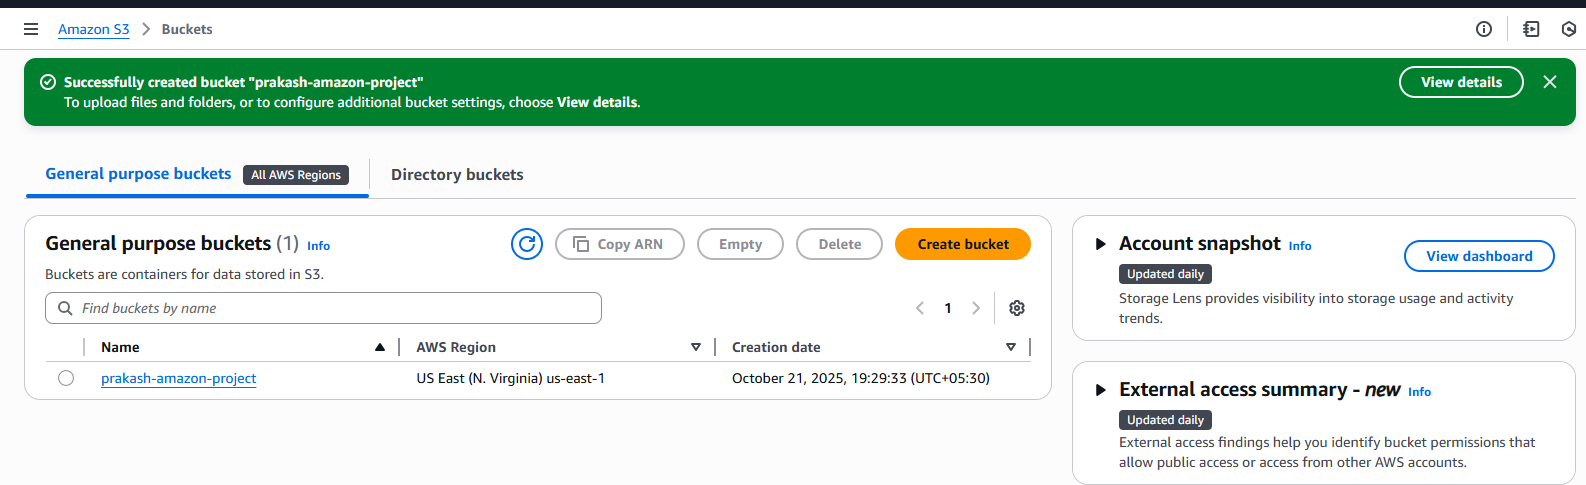 Amazon S3 > Buckets
Successfully created bucket "prakash-amazon-project"
To upload files and folders, or to configure additional bucket settings, choose View details.
View details
General purpose buckets All AWS Regions Directory buckets
General purpose buckets (1) Info
Copy ARN Empty Delete Create bucket
Buckets are containers for data stored in S3.
Find buckets by name
1
Name AWS Region Creation date
prakash-amazon-project US East (N. Virginia) us-east-1 October 21, 2025, 19:29:33 (UTC+05:30)
Account snapshot Info
View dashboard
Updated daily
Storage Lens provides visibility into storage usage and activity
trends.
External access summary - new Info
Updated daily
External access findings help you identify bucket permissions that
allow public access or access from other AWS accounts.